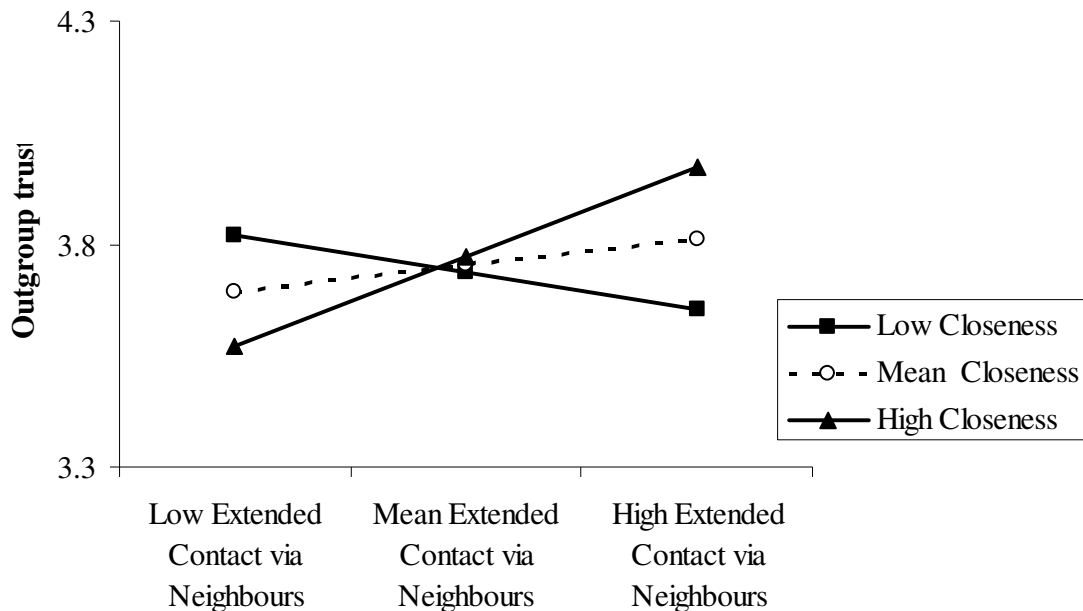 4.3
Outgroup trust
3.8
3.3
Low Closeness
Mean Closeness
High Closeness
Low Extended Mean Extended High Extended
Contact via Contact via Contact via
Neighbours Neighbours Neighbours